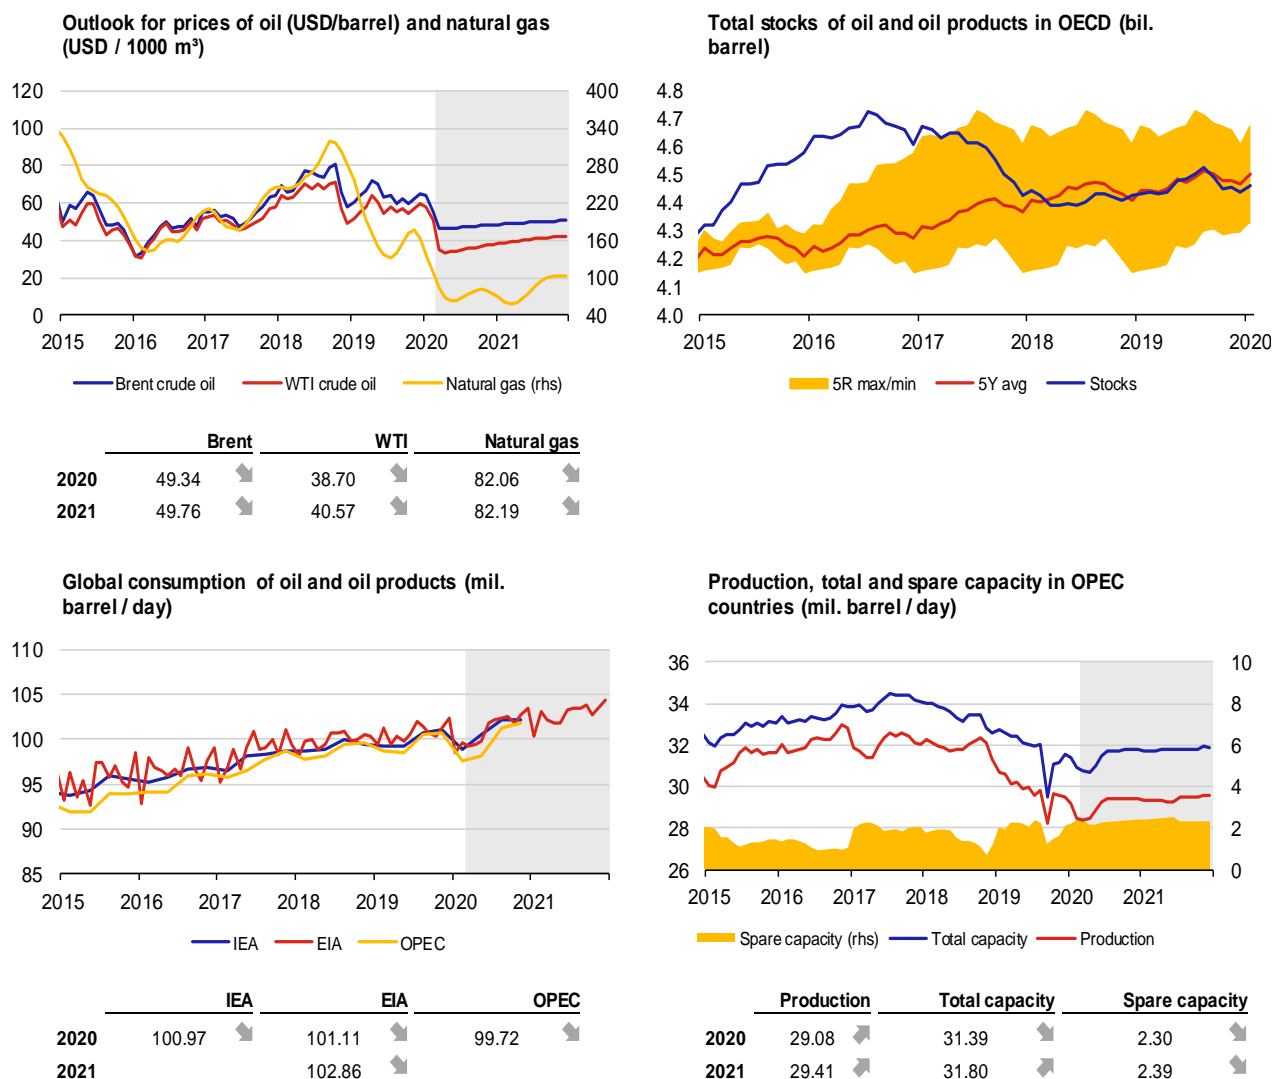 Outlook for prices of oil (USD/barrel) and natural gas
(USD / 1000 m³)
120
100
80
60
40
20
0
400
340
280
220
160
100
40
2015 2016 2017 2018 2019 2020 2021
Brent crude oil WTI crude oil Natural gas (rhs)
Brent WTI Natural gas
2020 49.34 38.70 82.06
2021 49.76 40.57 82.19
Total stocks of oil and oil products in OECD (bil.
barrel)
4.8
4.7
4.6
4.5
4.4
4.3
4.2
4.1
4.0
2015 2016 2017 2018 2019 2020
5R max/min 5Y avg Stocks
Global consumption of oil and oil products (mil.
barrel / day)
110
105
100
95
90
85
2015 2016 2017 2018 2019 2020 2021
IEA EIA OPEC
IEA EIA OPEC
2020 100.97 101.11 99.72
2021 102.86
Production, total and spare capacity in OPEC
countries (mil. barrel / day)
36
34
32
30
28
26
10
8
6
4
2
0
2015 2016 2017 2018 2019 2020 2021
Spare capacity (rhs) Total capacity Production
Production Total capacity Spare capacity
2020 29.08 31.39 2.30
2021 29.41 31.80 2.39